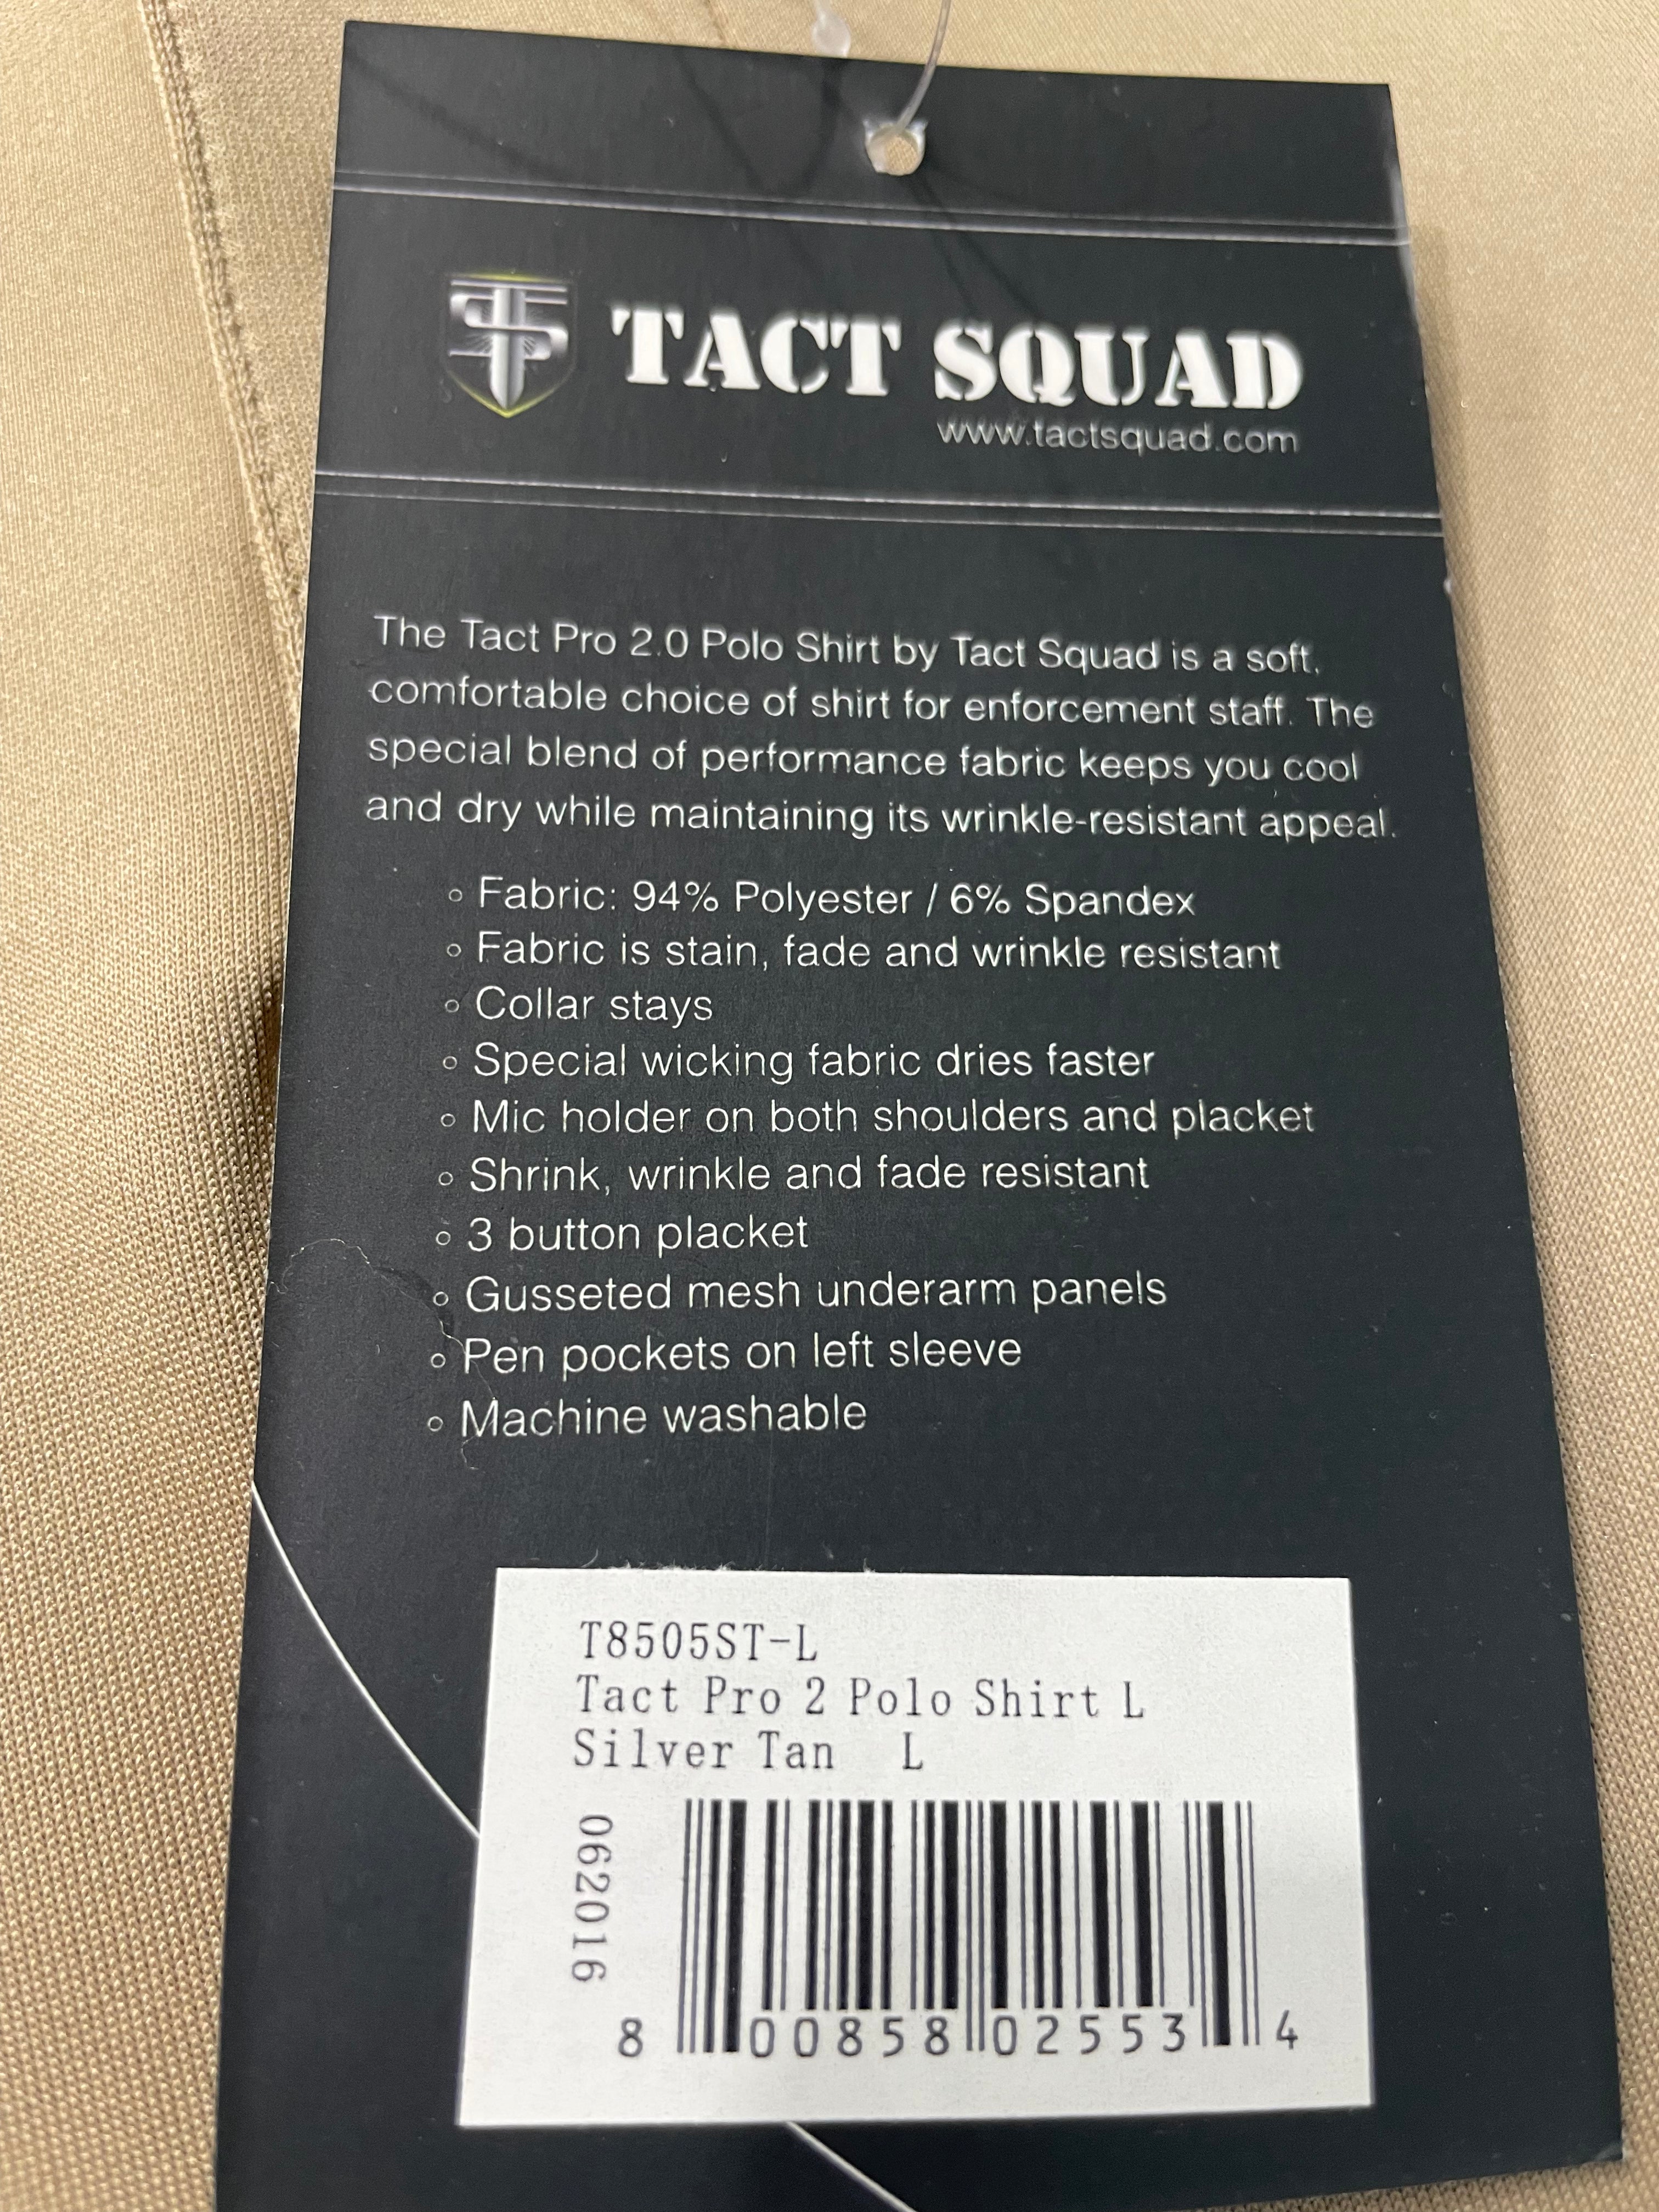 TACT SQUAD
www.tactsquad.com
The Tact Pro 2.0 Polo Shirt by Tact Squad is a soft,
comfortable choice of shirt for enforcement staff. The
special blend of performance fabric keeps you cool
and dry while maintaining its wrinkle-resistant appeal.
◦ Fabric: 94% Polyester / 6% Spandex
◦ Fabric is stain, fade and wrinkle resistant
◦ Collar stays
◦ Special wicking fabric dries faster
◦ Mic holder on both shoulders and placket
◦ Shrink, wrinkle and fade resistant
◦ 3 button placket
◦ Gusseted mesh underarm panels
◦ Pen pockets on left sleeve
◦ Machine washable
T8505ST-L
Tact Pro 2 Polo Shirt L
Silver Tan L
062016
8 00858 02553 4